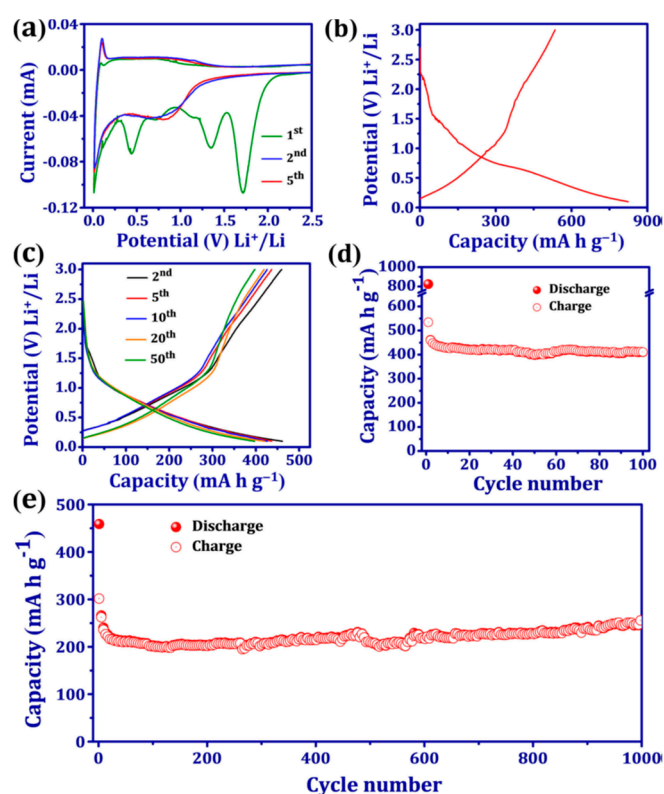 (a)
0.04
0.00
-0.04
-0.08
-0.12
Current (mA)
1st
2nd
5th
0.0 0.5 1.0 1.5 2.0 2.5
Potential (V) Li+/Li
(b)
3.0
2.5
2.0
1.5
1.0
0.5
0.0
Potential (V) Li+/Li
0 300 600 900
Capacity (mA h g–1)
(c)
3.0
2.5
2.0
1.5
1.0
0.5
0.0
Potential (V) Li+/Li
2nd
5th
10th
20th
50th
0 100 200 300 400 500
Capacity (mA h g–1)
(d)
1000
800
600
500
400
300
200
100
0
Capacity (mA h g-1)
Discharge
Charge
0 20 40 60 80 100
Cycle number
(e)
500
400
300
200
100
0
Capacity (mA h g-1)
Discharge
Charge
0 200 400 600 800
Cycle number